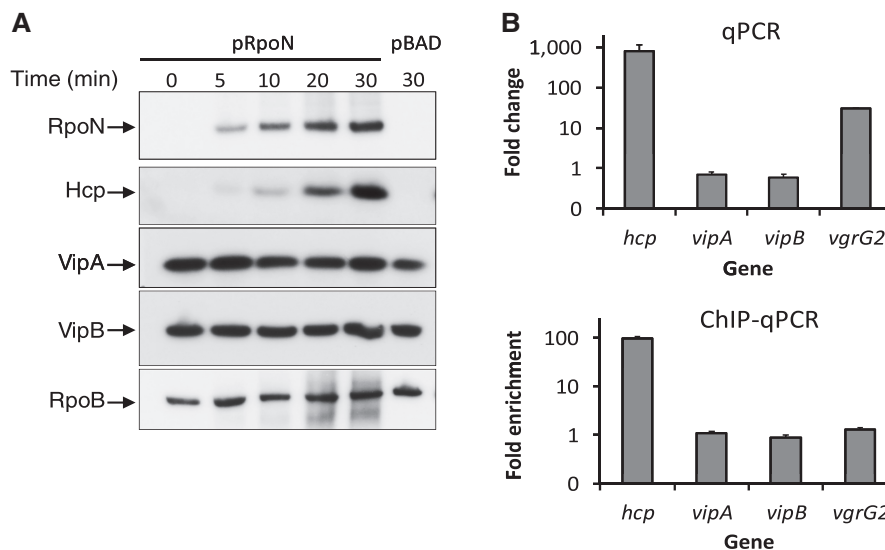 A
pRpoN pBAD
Time (min) 0 5 10 20 30 30
RpoN
Hcp
VipA
VipB
RpoB
B
qPCR
Fold change
1,000
100
10
1
0
hcp vipA vipB vgrG2
Gene
ChIP-qPCR
Fold enrichment
100
10
1
0
hcp vipA vipB vgrG2
Gene